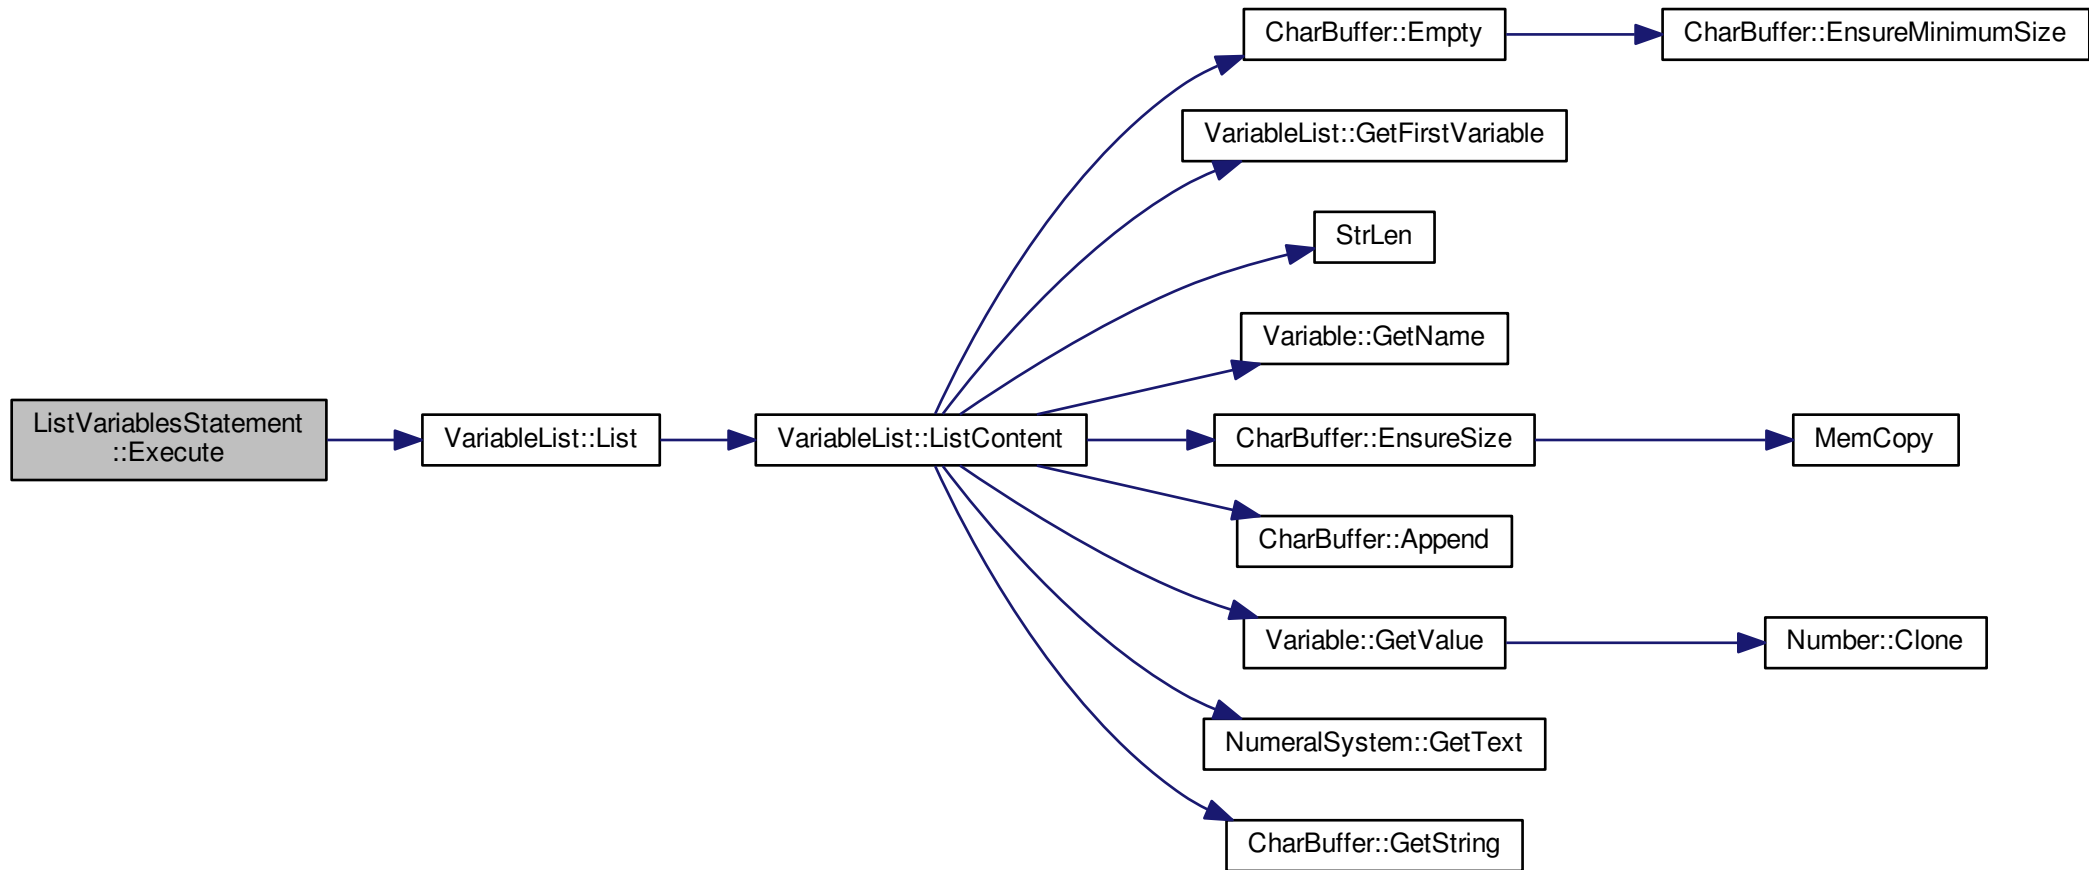 CharBuffer::Empty
CharBuffer::EnsureMinimumSize
VariableList::GetFirstVariable
StrLen
Variable::GetName
ListVariablesStatement
::Execute
VariableList::List
VariableList::ListContent
CharBuffer::EnsureSize
MemCopy
CharBuffer::Append
Variable::GetValue
Number::Clone
NumeralSystem::GetText
CharBuffer::GetString